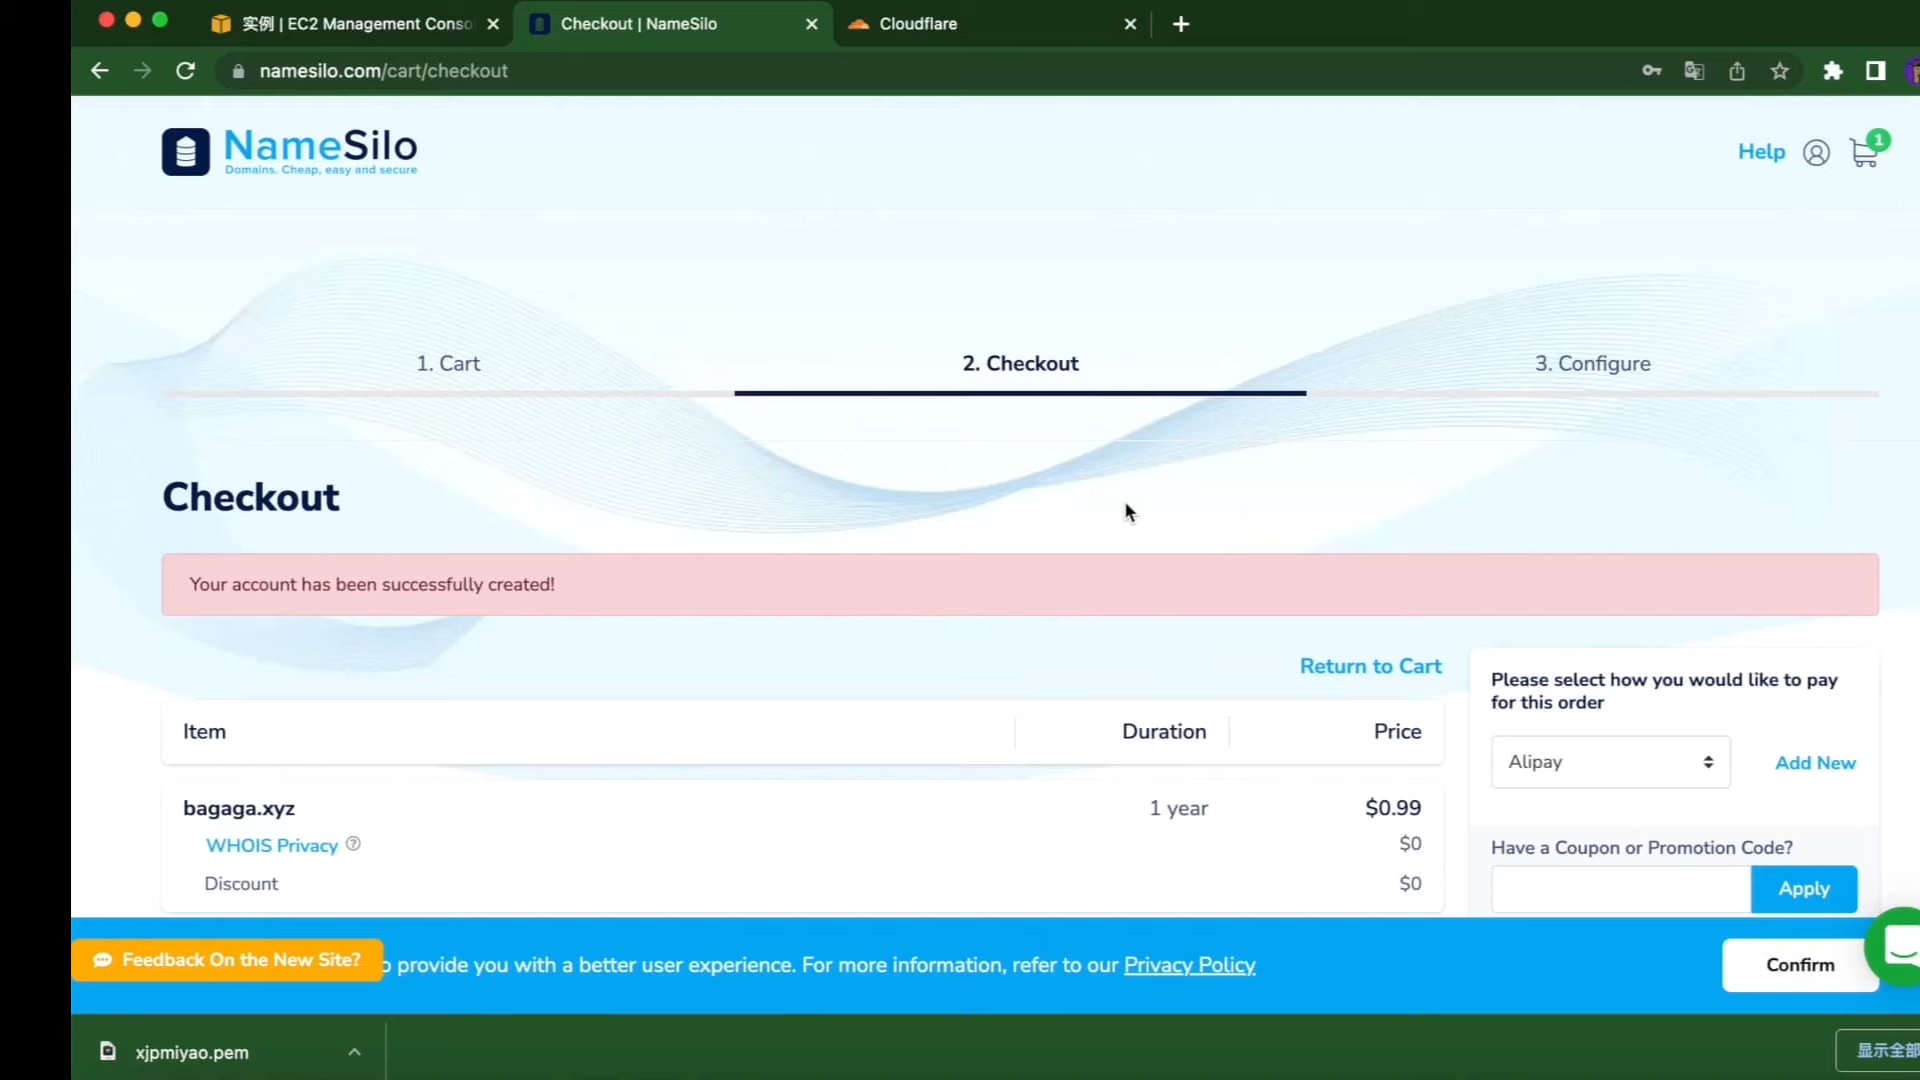 实例 | EC2 Management Conso
Checkout | NameSilo
Cloudflare
namesilo.com/cart/checkout
NameSilo
Domains. Cheap, easy and secure
Help
1
1. Cart
2. Checkout
3. Configure
Checkout
Your account has been successfully created!
Return to Cart
Please select how you would like to pay
for this order
Item
Duration
Price
Alipay
Add New
bagaga.xyz
1 year
$0.99
WHOIS Privacy ?
$0
Have a Coupon or Promotion Code?
Discount
$0
Apply
Feedback On the New Site?
provide you with a better user experience. For more information, refer to our Privacy Policy
Confirm
xjpmiyao.pem
显示全部